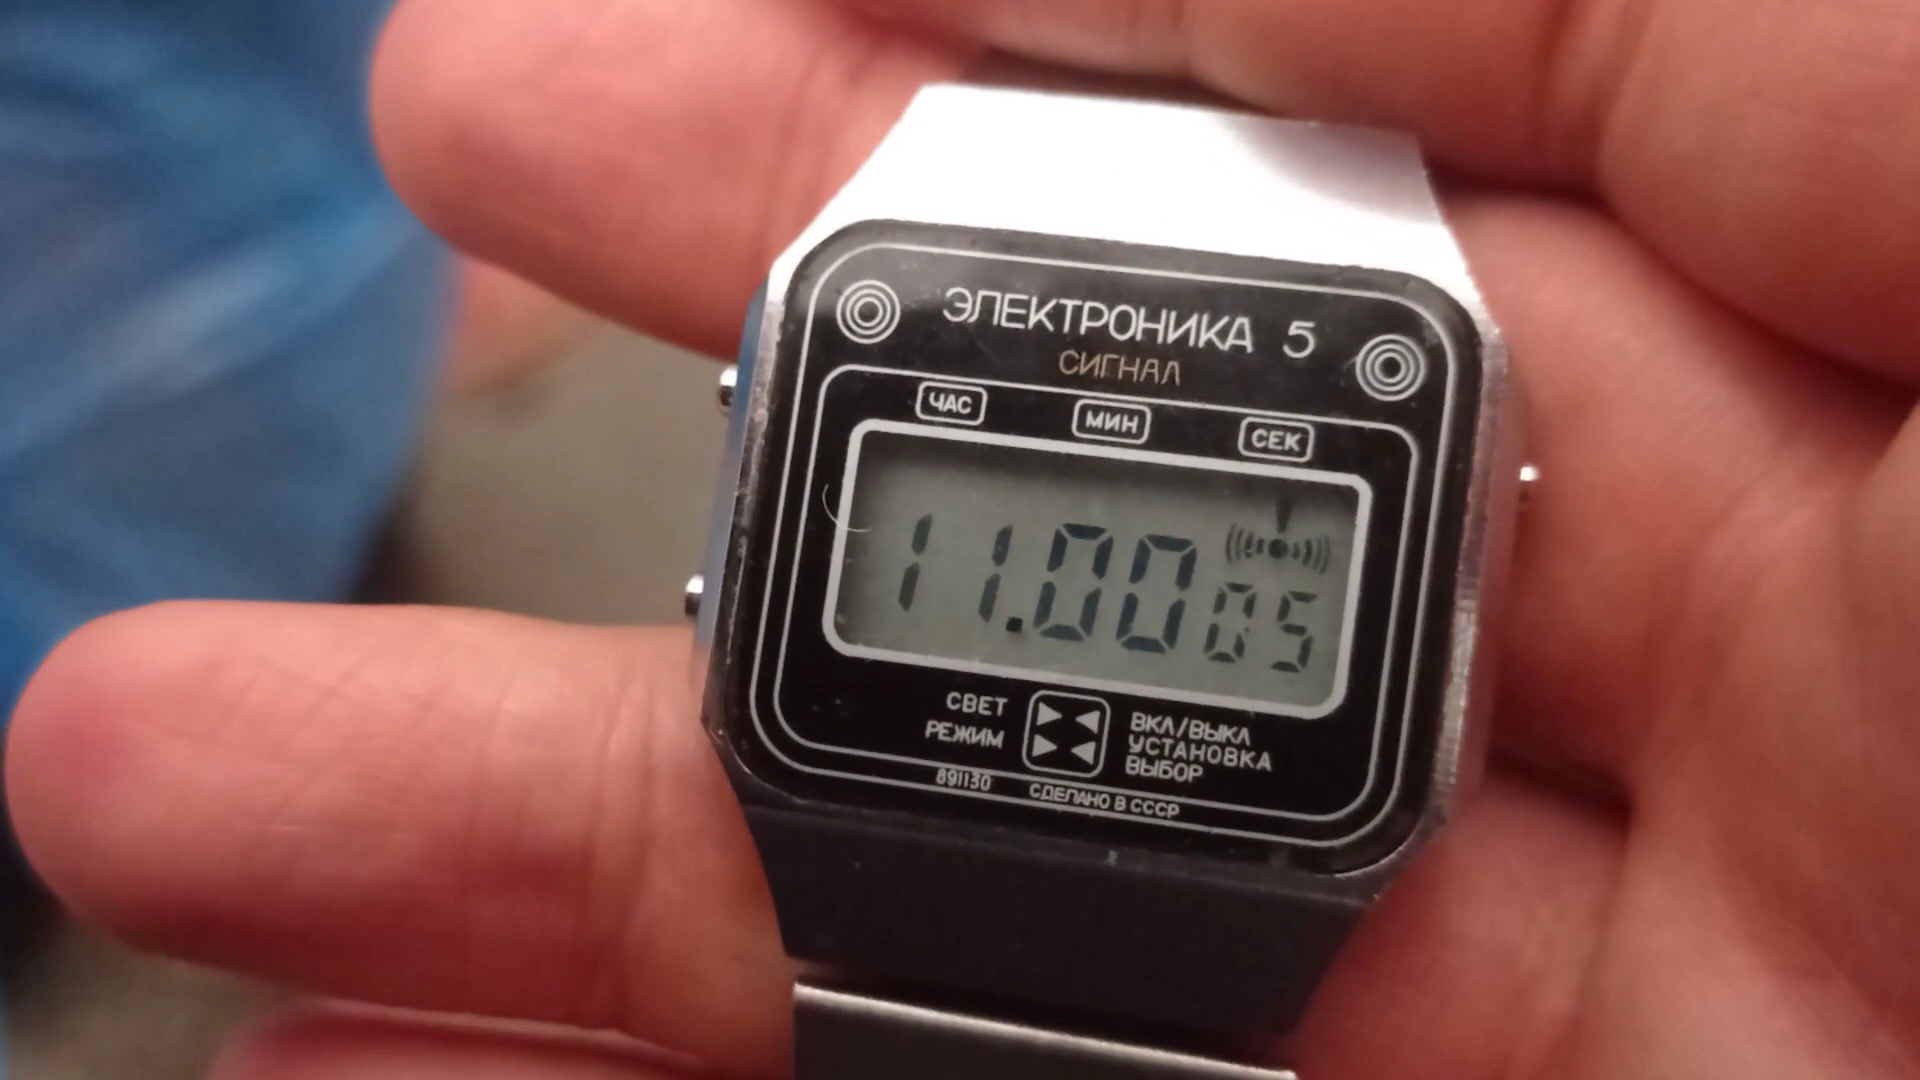 ЭЛЕКТРОНИКА 5
СИГНАЛ
ЧАС МИН СЕК
11.00 05
СВЕТ
РЕЖИМ
ВКЛ/ВЫКЛ
УСТАНОВКА
ВЫБОР
891130 СДЕЛАНО В СССР